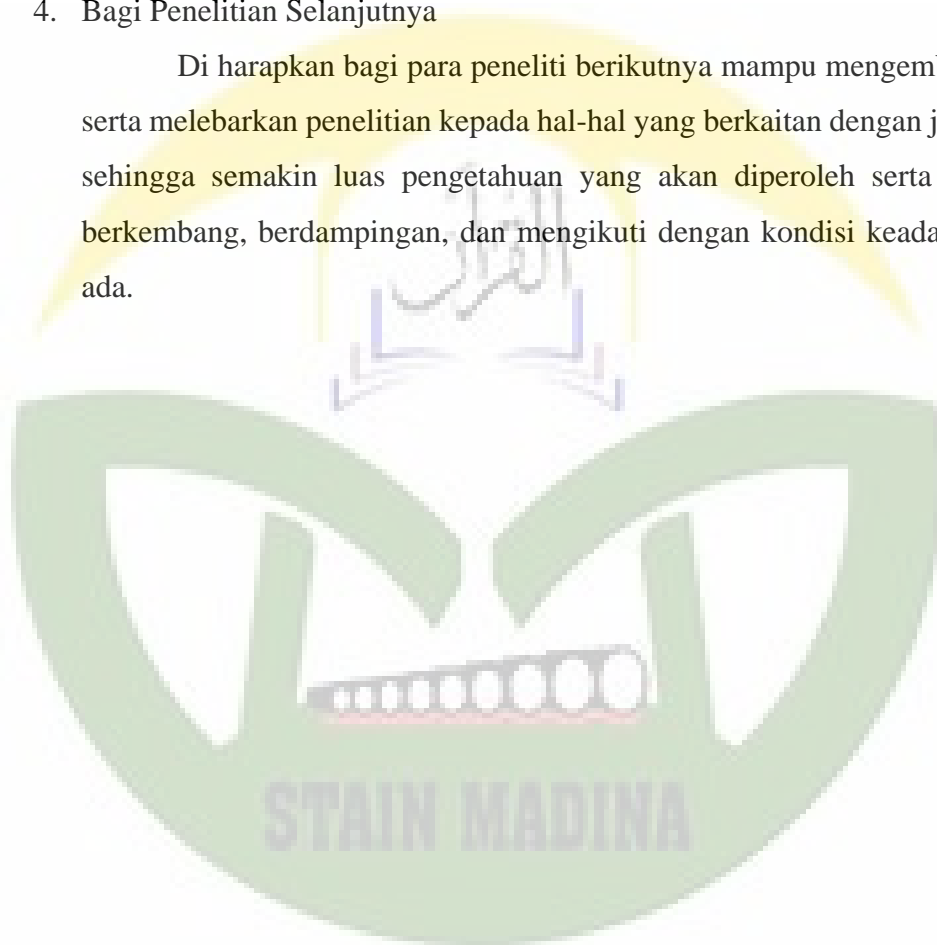 4. Bagi Penelitian Selanjutnya
Di harapkan bagi para peneliti berikutnya mampu
serta melebarkan penelitian kepada hal-hal yang berkaitan dengan
sehingga semakin luas pengetahuan yang akan diperoleh serta
berkembang, berdampingan, dan mengikuti dengan kondisi
ada.
القرآن
STAIN MADINA